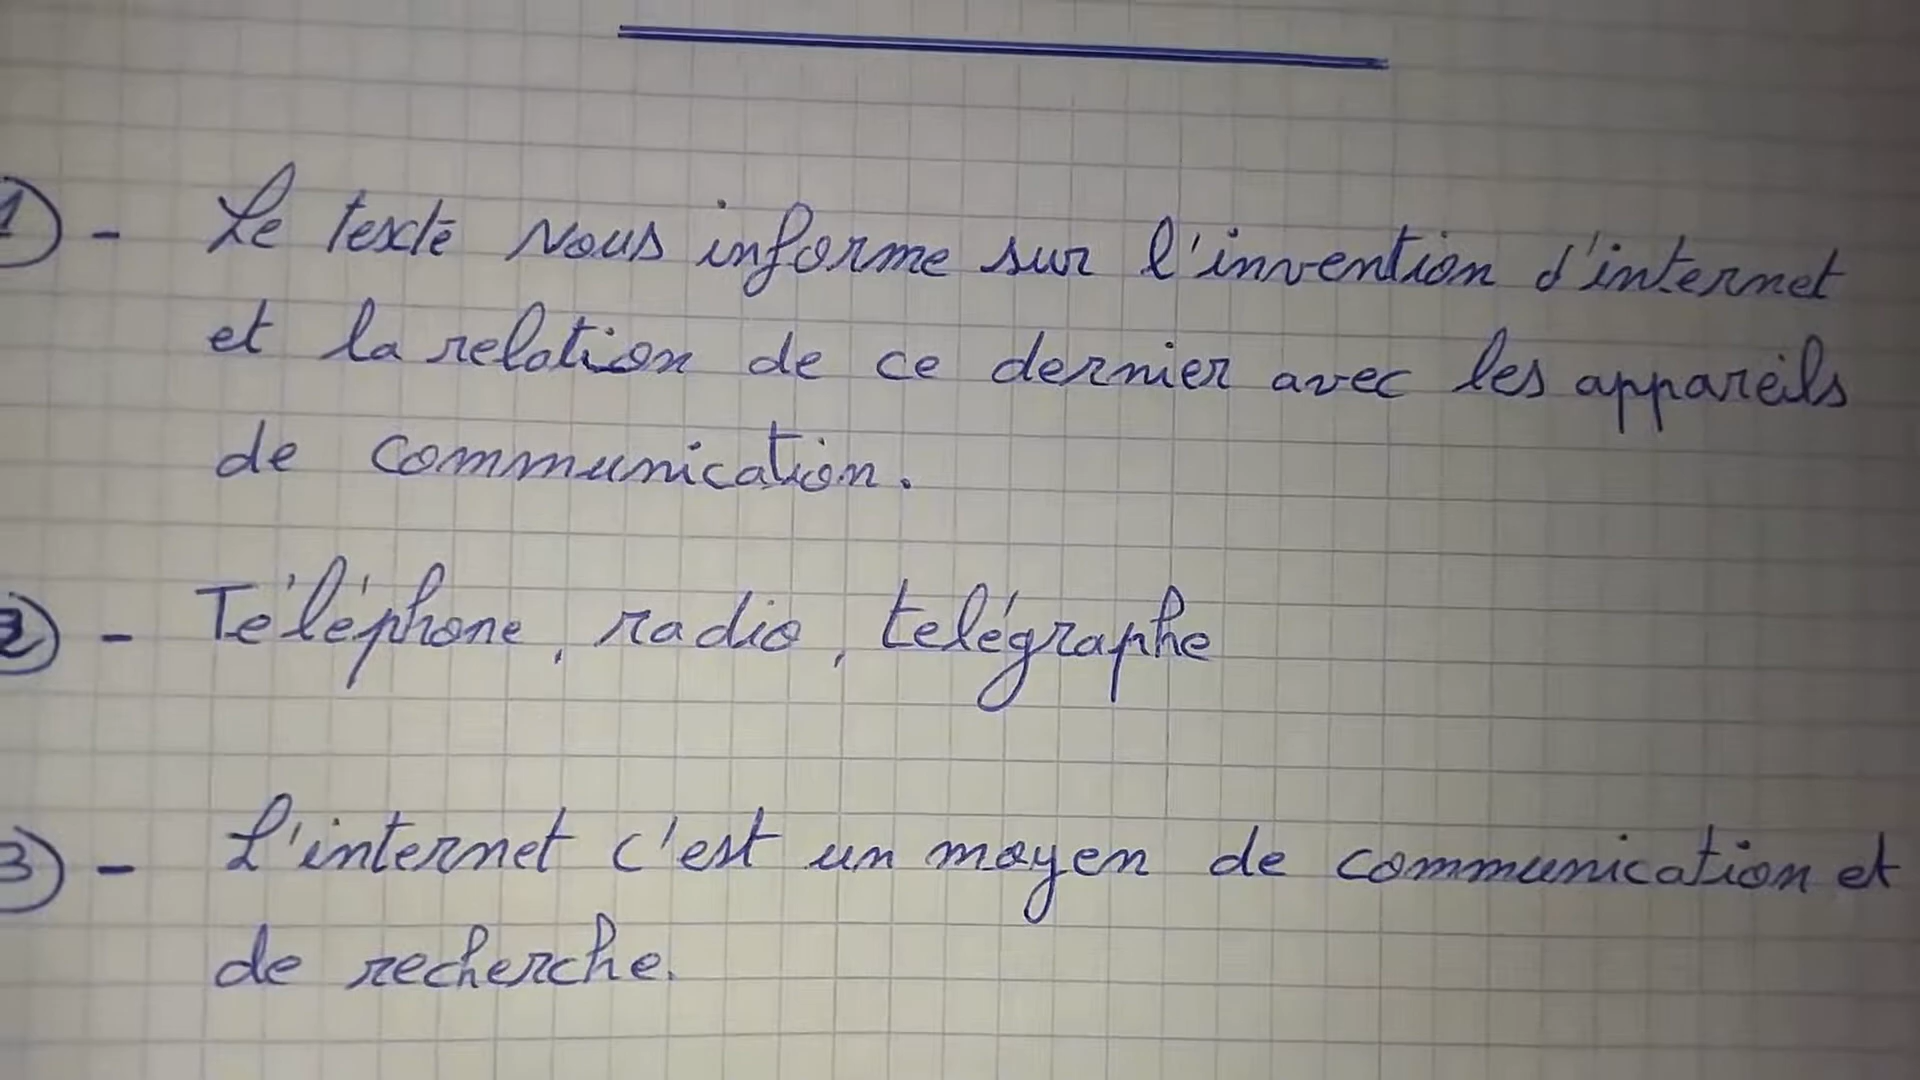 1) - Le texte nous informe sur l'invention d'internet
et la relation de ce dernier avec les appareils
de communication.
2) - Téléphone, radio, telégraphe
3) - L'internet c'est un moyen de communication et
de recherche.